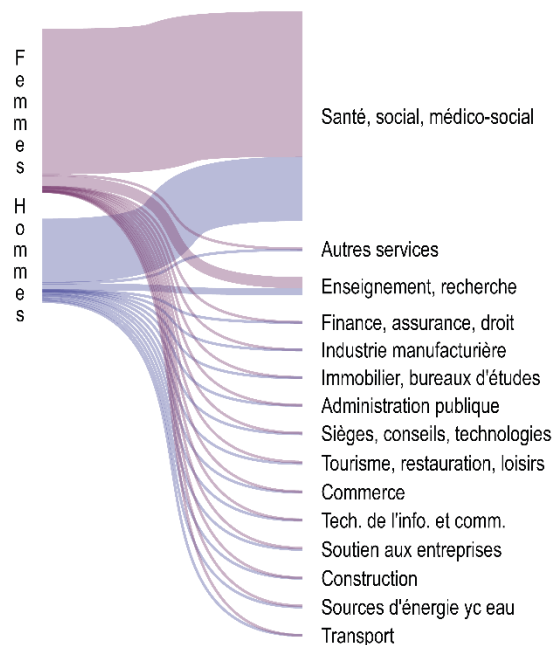 Femmes
Hommes
Santé, social, médico-social
Autres services
Enseignement, recherche
Finance, assurance, droit
Industrie manufacturière
Immobilier, bureaux d'études
Administration publique
Sièges, conseils, technologies
Tourisme, restauration, loisirs
Commerce
Tech. de l'info. et comm.
Soutien aux entreprises
Construction
Sources d'énergie yc eau
Transport